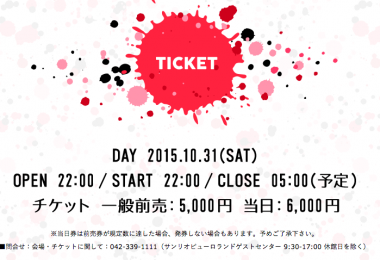 TICKET
DAY 2015.10.31(SAT)
OPEN 22:00 / START 22:00 / CLOSE 05:00(予定)
チケット 一般前売：5,000円 当日：6,000円
※当日券は前売券が規定数に達した場合、発券しない場合もあります。予めご了承下さい。
■問合せ：会場・チケットに関して：042-339-1111（サンリオピューロランドゲストセンター 9:30-17:00 休館日を除く）